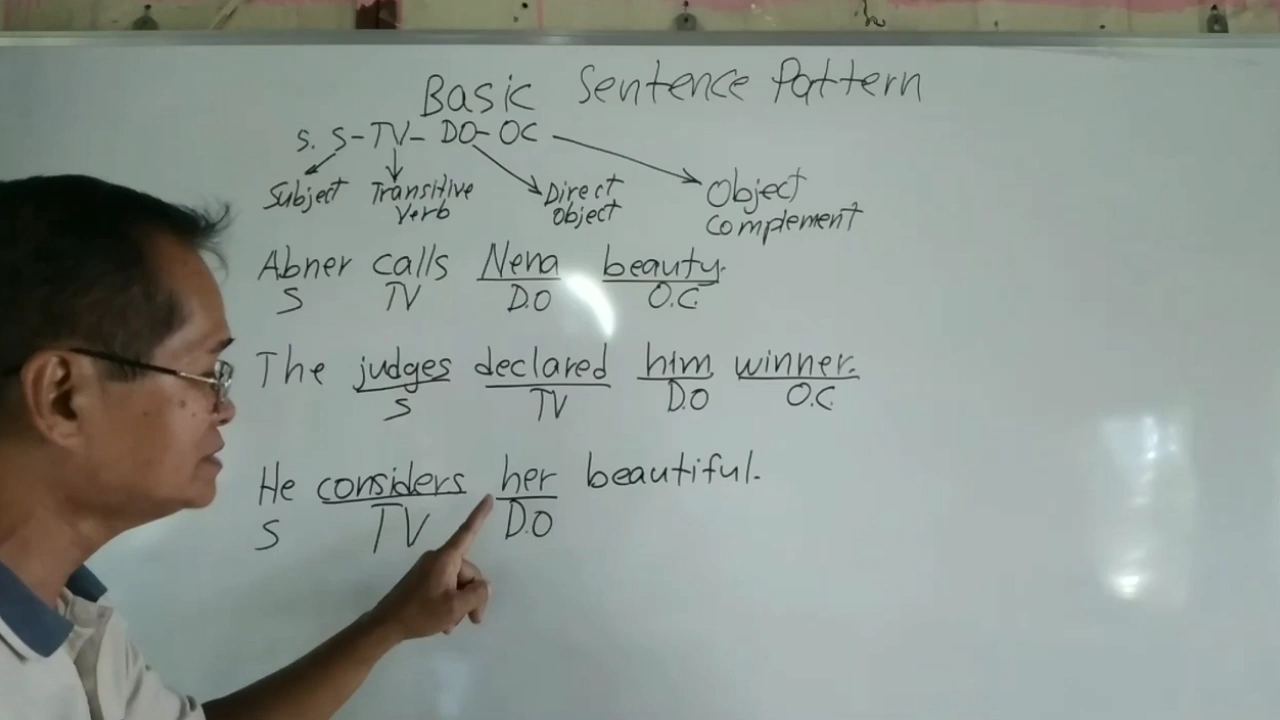 Basic Sentence Pattern
S. S-TV-DO-OC
Subject Transitive Verb Direct Object Object Complement
Abner calls Nena beauty.
S TV D.O O.C.
The judges declared him winner.
S TV D.O O.C.
He considers her beautiful.
S TV D.O